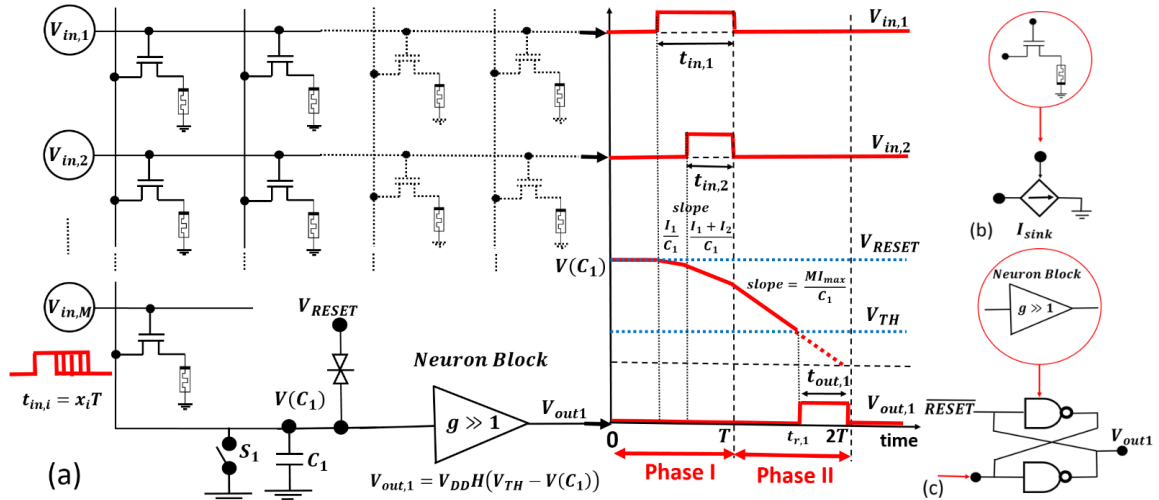 V_{in,1}
V_{in,2}
V_{in,M}
t_{in,i} = x_i T
V_{RESET}
V(C_1)
S_1
C_1
Neuron Block
g ≫ 1
V_{out1}
V_{out,1} = V_{DD}H(V_{TH} − V(C_1))
(a)
V_{in,1}
t_{in,1}
V_{in,2}
t_{in,2}
slope
I_1/C_1
(I_1 + I_2)/C_1
V_{RESET}
V(C_1)
slope = MI_{max}/C_1
V_{TH}
t_{out,1}
V_{out,1}
0
T
t_{r,1}
2T
time
Phase I
Phase II
(b)
I_{sink}
Neuron Block
g ≫ 1
\overline{RESET}
V_{out1}
(c)